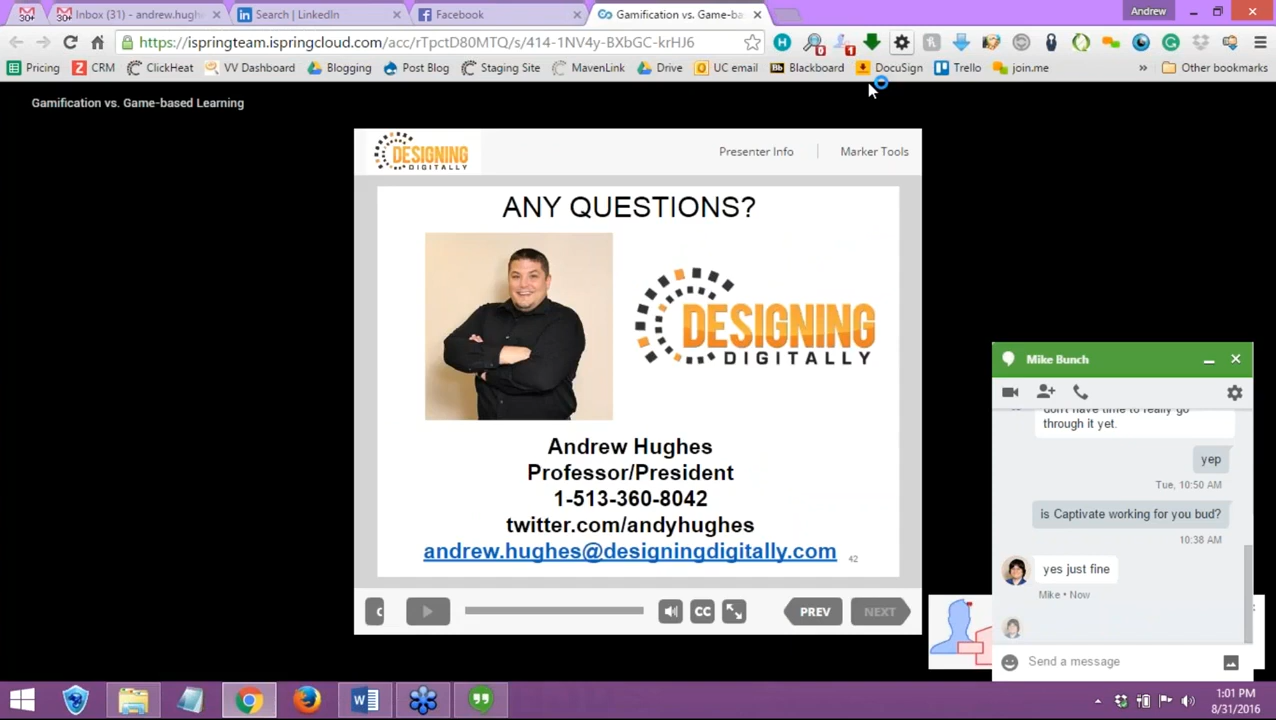 Inbox (31) - andrew.hugh
Search | LinkedIn
Facebook
Gamification vs. Game-ba
Andrew
https://ispringteam.ispringcloud.com/acc/rTpctD80MTQ/s/414-1NV4y-BXbGC-krHJ6
Pricing
CRM
ClickHeat
VV Dashboard
Blogging
Post Blog
Staging Site
MavenLink
Drive
UC email
Bb Blackboard
DocuSign
Trello
join.me
»
Other bookmarks
Gamification vs. Game-based Learning
DESIGNING
DIGITALLY
Presenter Info
Marker Tools
ANY QUESTIONS?
DESIGNING
DIGITALLY
Andrew Hughes
Professor/President
1-513-360-8042
twitter.com/andyhughes
andrew.hughes@designingdigitally.com
42
CC
PREV
NEXT
Mike Bunch
don't have time to really go
through it yet.
yep
Tue, 10:50 AM
is Captivate working for you bud?
10:38 AM
yes just fine
Mike • Now
Send a message
1:01 PM
8/31/2016